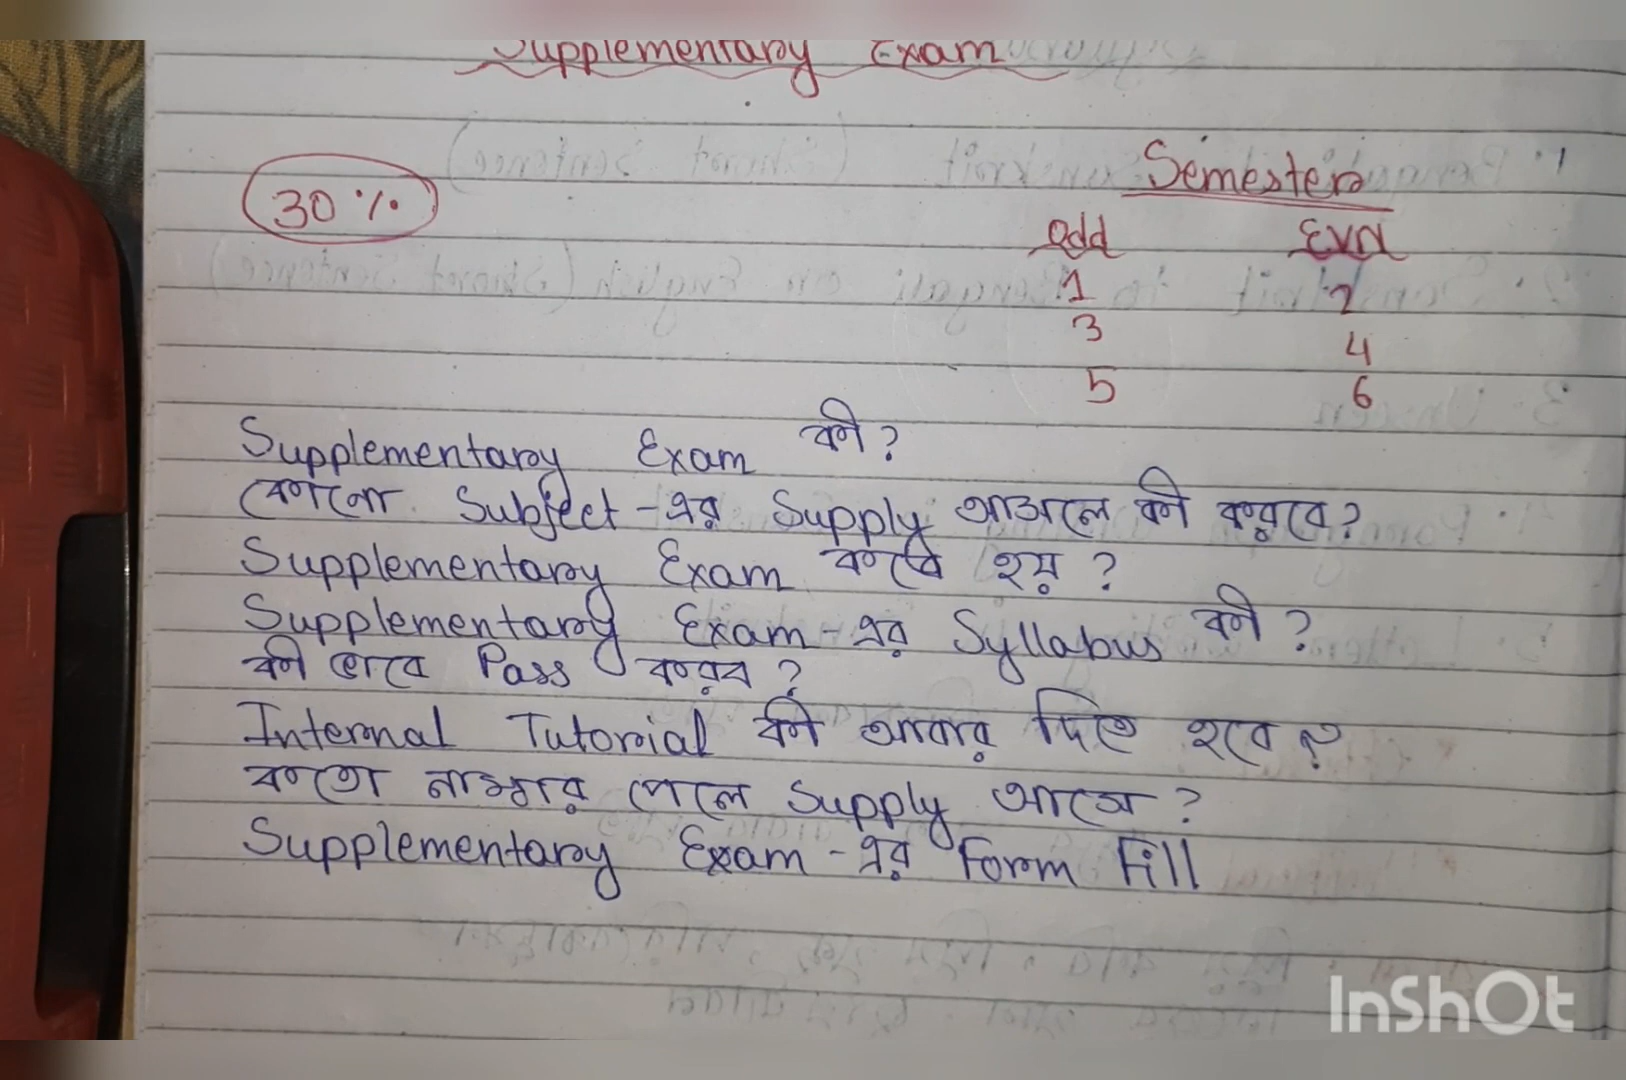 Supplementary Exam
30%
Semester
Odd Evn
1 2
3 4
5 6
Supplementary Exam কী?
কোনো Subject-এর Supply আসলে কী করবে?
Supplementary Exam কবে হয়?
Supplementary Exam-এর Syllabus কী?
কী ভাবে Pass করব?
Internal Tutorial কী আবার দিতে হবে?
কতো নাম্বার পেলে Supply আসে?
Supplementary Exam-এর Form Fill
InShOt